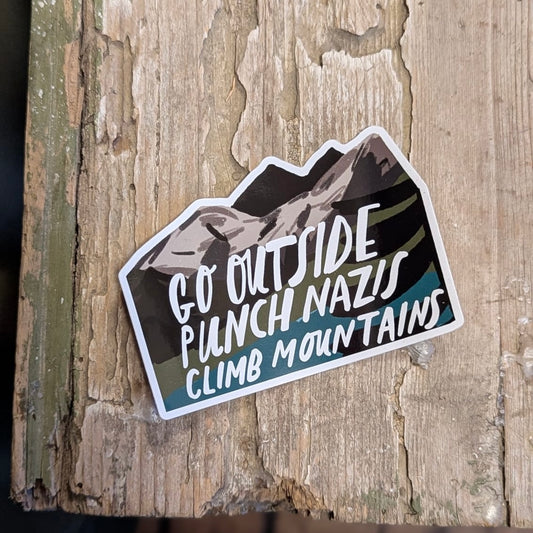 GO OUTSIDE
PUNCH NAZIS
CLIMB MOUNTAINS